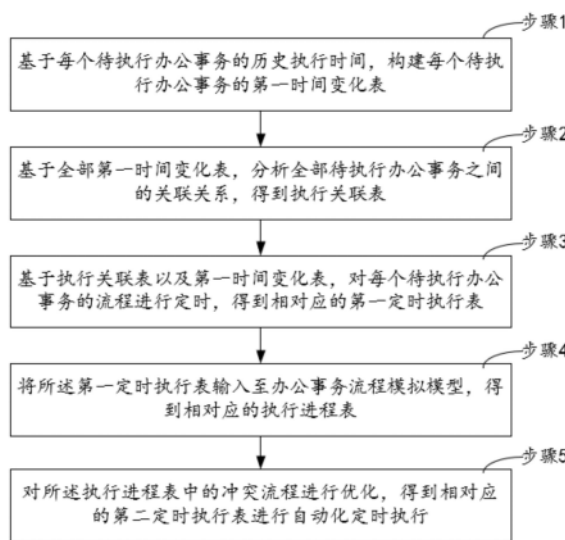 步骤1
基于每个待执行办公事务的历史执行时间，构建每个待执
行办公事务的第一时间变化表
步骤2
基于全部第一时间变化表，分析全部待执行办公事务之间
的关联关系，得到执行关联表
步骤3
基于执行关联表以及第一时间变化表，对每个待执行办公
事务的流程进行定时，得到相对应的第一定时执行表
步骤4
将所述第一定时执行表输入至办公事务流程模拟模型，得
到相对应的执行进程表
步骤5
对所述执行进程表中的冲突流程进行优化，得到相对应
的第二定时执行表进行自动化定时执行